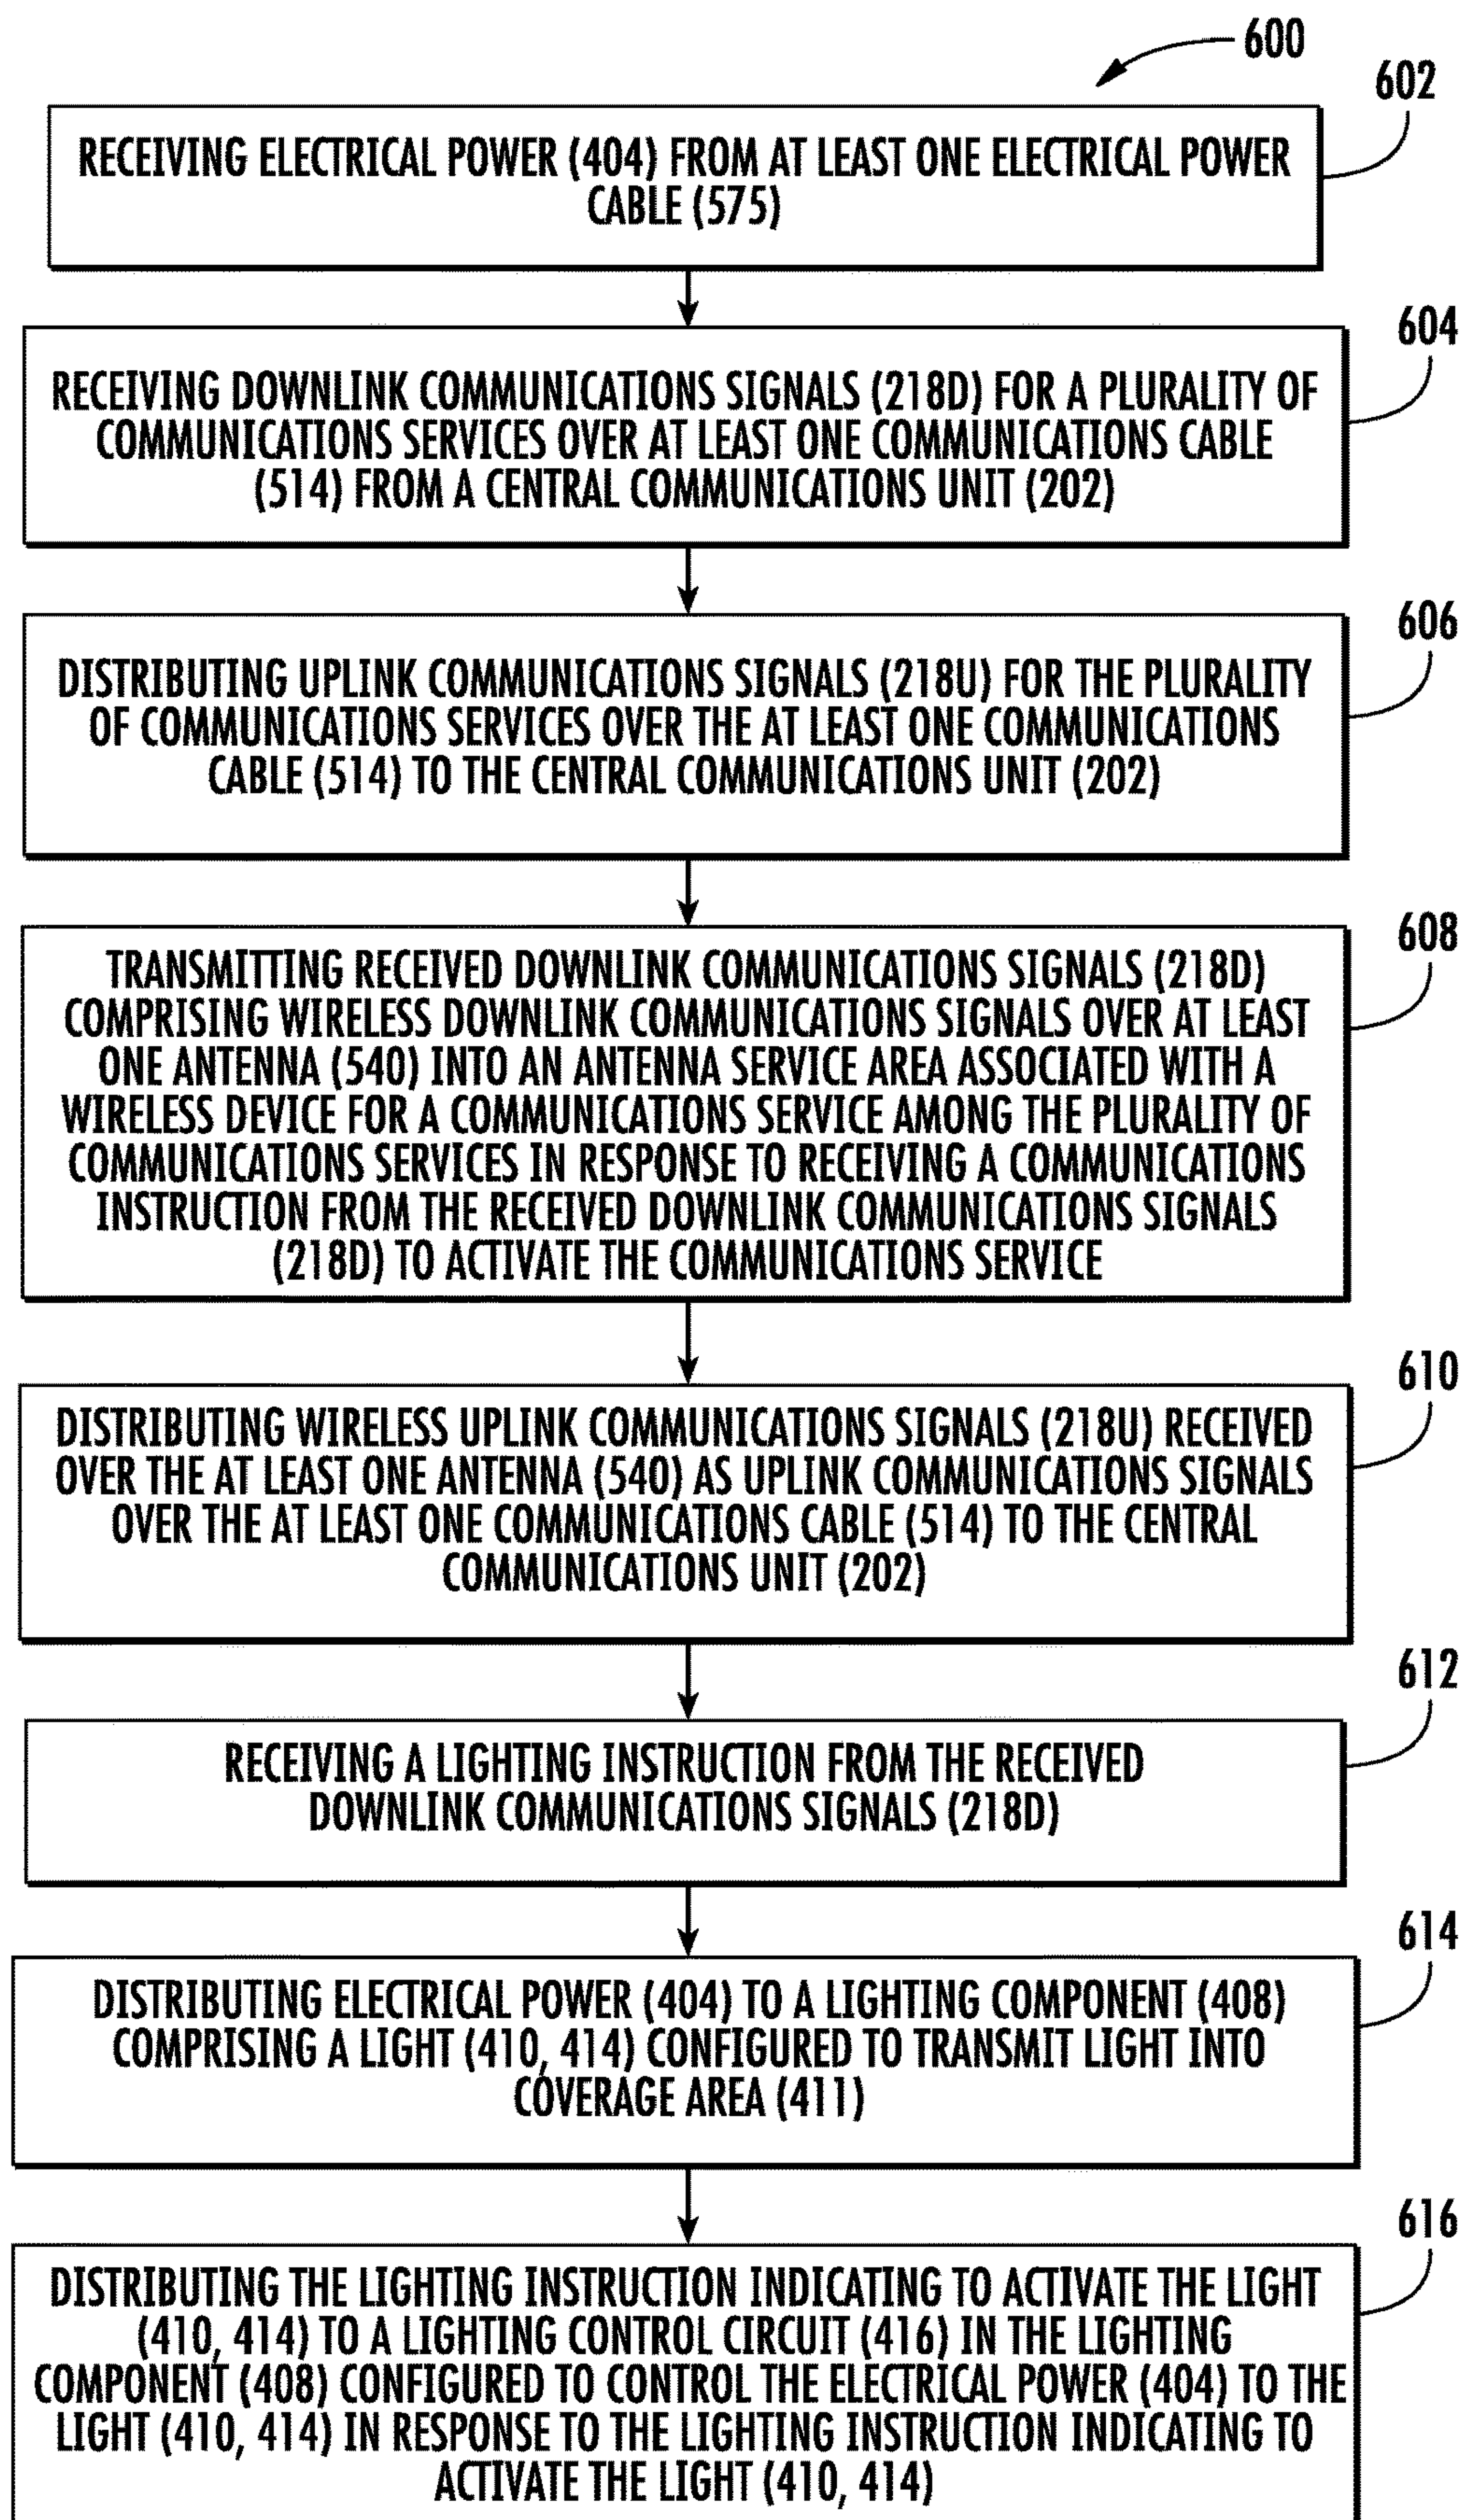 600
602
RECEIVING ELECTRICAL POWER (404) FROM AT LEAST ONE ELECTRICAL POWER
CABLE (575)
604
RECEIVING DOWNLINK COMMUNICATIONS SIGNALS (218D) FOR A PLURALITY OF
COMMUNICATIONS SERVICES OVER AT LEAST ONE COMMUNICATIONS CABLE
(514) FROM A CENTRAL COMMUNICATIONS UNIT (202)
606
DISTRIBUTING UPLINK COMMUNICATIONS SIGNALS (218U) FOR THE PLURALITY
OF COMMUNICATIONS SERVICES OVER THE AT LEAST ONE COMMUNICATIONS
CABLE (514) TO THE CENTRAL COMMUNICATIONS UNIT (202)
608
TRANSMITTING RECEIVED DOWNLINK COMMUNICATIONS SIGNALS (218D)
COMPRISING WIRELESS DOWNLINK COMMUNICATIONS SIGNALS OVER AT LEAST
ONE ANTENNA (540) INTO AN ANTENNA SERVICE AREA ASSOCIATED WITH A
WIRELESS DEVICE FOR A COMMUNICATIONS SERVICE AMONG THE PLURALITY OF
COMMUNICATIONS SERVICES IN RESPONSE TO RECEIVING A COMMUNICATIONS
INSTRUCTION FROM THE RECEIVED DOWNLINK COMMUNICATIONS SIGNALS
(218D) TO ACTIVATE THE COMMUNICATIONS SERVICE
610
DISTRIBUTING WIRELESS UPLINK COMMUNICATIONS SIGNALS (218U) RECEIVED
OVER THE AT LEAST ONE ANTENNA (540) AS UPLINK COMMUNICATIONS SIGNALS
OVER THE AT LEAST ONE COMMUNICATIONS CABLE (514) TO THE CENTRAL
COMMUNICATIONS UNIT (202)
612
RECEIVING A LIGHTING INSTRUCTION FROM THE RECEIVED
DOWNLINK COMMUNICATIONS SIGNALS (218D)
614
DISTRIBUTING ELECTRICAL POWER (404) TO A LIGHTING COMPONENT (408)
COMPRISING A LIGHT (410, 414) CONFIGURED TO TRANSMIT LIGHT INTO
COVERAGE AREA (411)
616
DISTRIBUTING THE LIGHTING INSTRUCTION INDICATING TO ACTIVATE THE LIGHT
(410, 414) TO A LIGHTING CONTROL CIRCUIT (416) IN THE LIGHTING
COMPONENT (408) CONFIGURED TO CONTROL THE ELECTRICAL POWER (404) TO THE
LIGHT (410, 414) IN RESPONSE TO THE LIGHTING INSTRUCTION INDICATING TO
ACTIVATE THE LIGHT (410, 414)